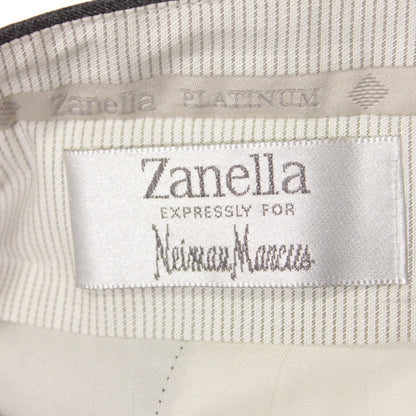 Zanella PLATINUM
Zanella
EXPRESSLY FOR
Neiman Marcus